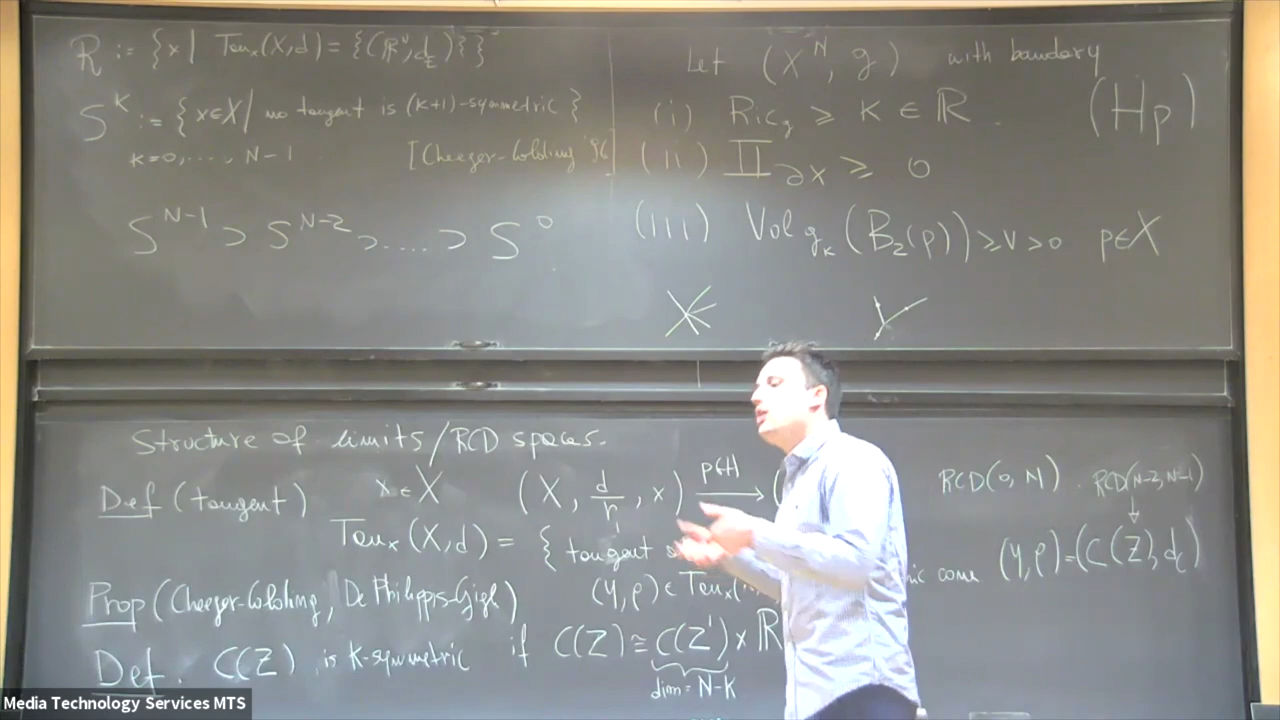 R := {x | Tan_x(X,d) = {(ℝ^N, d_E)}}
S^k := {x∈X | no tangent is (k+1)-symmetric}
k=0,...., N-1 [Cheeger-Colding '96]
S^{N-1} ⊃ S^{N-2} ⊃ .... ⊃ S^0
Let (X^N, g) with boundary
(i) Ric_g ≥ K ∈ ℝ. (Hp)
(ii) II_{∂X} ≥ 0
(iii) Vol_{g_k}(B_2(p)) ≥ v > 0 p∈X
Structure of limits/RCD spaces.
Def (tangent) x∈X (X, d/r_i, x) pGH → (
RCD(0,N). RCD(N-2,N-1)
Tan_x(X,d) = { tangent
cone (Y,ρ)=(C(Z),d_c)
Prop (Cheeger-Colding, De Philippis-Gigli) (Y,ρ)∈Tan_x(
Def. C(Z) is k-symmetric if C(Z) ≅ C(Z') × ℝ
dim = N-k
Media Technology Services MTS